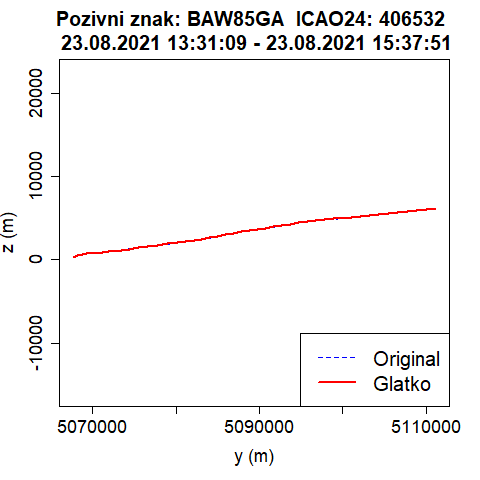 Pozivni znak: BAW85GA  ICAO24: 406532
23.08.2021 13:31:09 - 23.08.2021 15:37:51
z (m)
20000
10000
0
-10000
Original
Glatko
5070000
5090000
5110000
y (m)